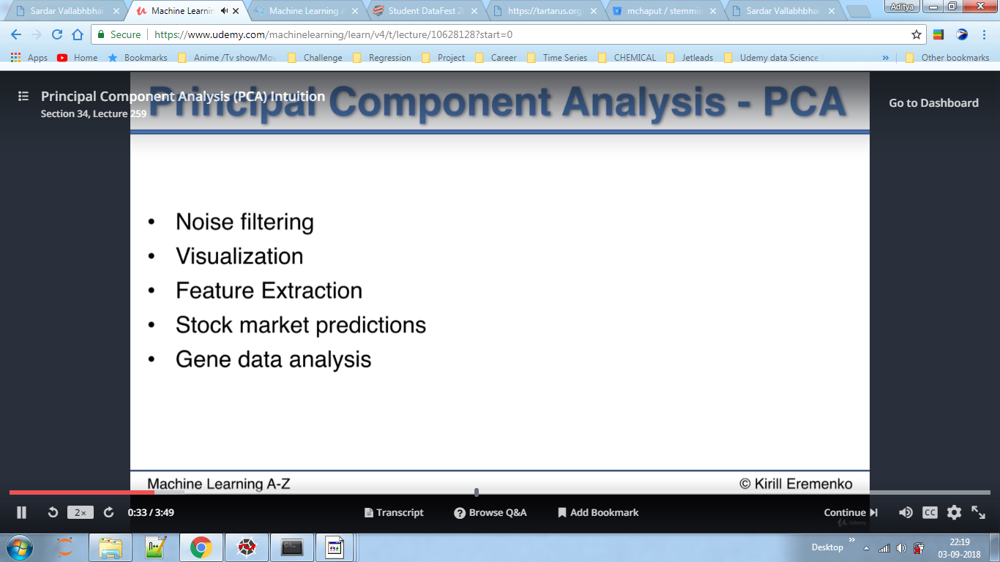 Sardar Vallabhbhai
Machine Learnin
Machine Learning A
Student DataFest 20
https://tartarus.org
mchaput / stemmin
Sardar Vallabhbhai
Aditya
Secure
https://www.udemy.com/machinelearning/learn/v4/t/lecture/10628128?start=0
Apps Home Bookmarks Anime /Tv show/Mov Challenge Regression Project Career Time Series CHEMICAL Jetleads Udemy data Science » Other bookmarks
Principal Component Analysis (PCA) Intuition
Section 34, Lecture 259
Principal Component Analysis - PCA
Go to Dashboard
• Noise filtering
• Visualization
• Feature Extraction
• Stock market predictions
• Gene data analysis
Machine Learning A-Z
© Kirill Eremenko
2×
0:33 / 3:49
Transcript
Browse Q&A
Add Bookmark
Continue
CC
Udemy
Desktop »
22:19
03-09-2018